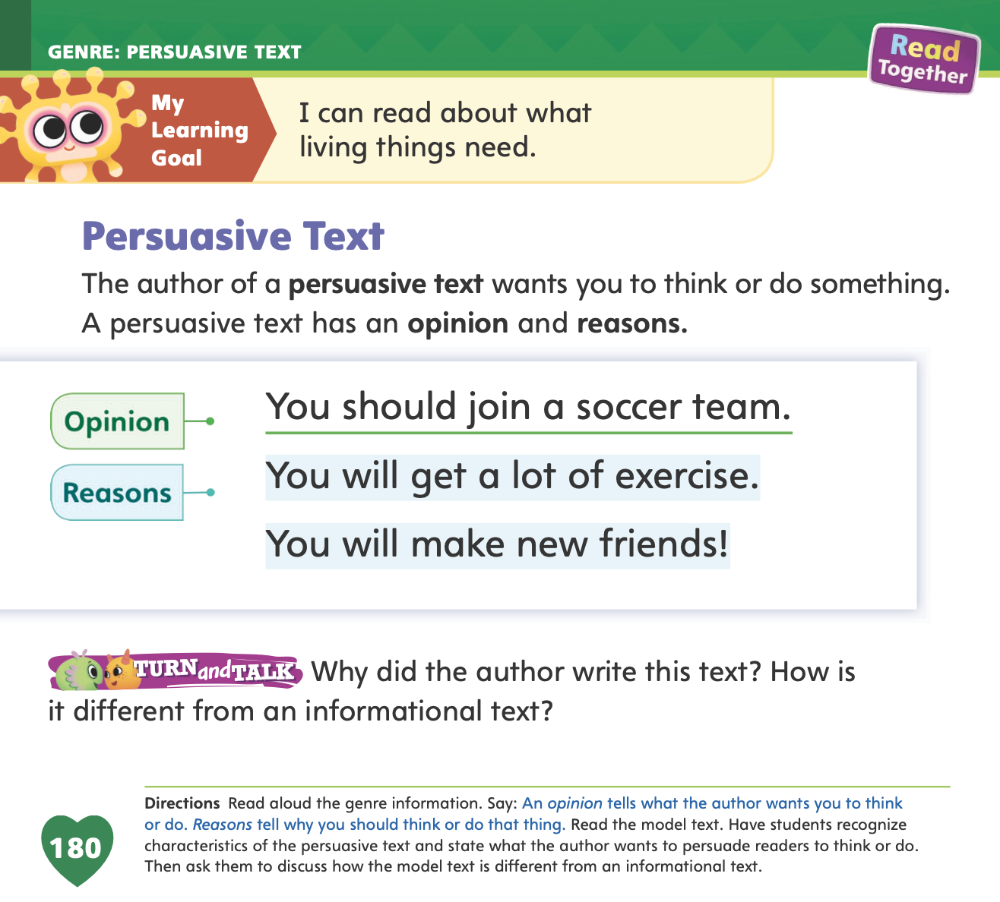 GENRE: PERSUASIVE TEXT
Read
Together
My
Learning
Goal
I can read about what
living things need.
Persuasive Text
The author of a persuasive text wants you to think or do something.
A persuasive text has an opinion and reasons.
Opinion
You should join a soccer team.
Reasons
You will get a lot of exercise.
You will make new friends!
TURN and TALK Why did the author write this text? How is
it different from an informational text?
Directions Read aloud the genre information. Say: An opinion tells what the author wants you to think
or do. Reasons tell why you should think or do that thing. Read the model text. Have students recognize
characteristics of the persuasive text and state what the author wants to persuade readers to think or do.
Then ask them to discuss how the model text is different from an informational text.
180